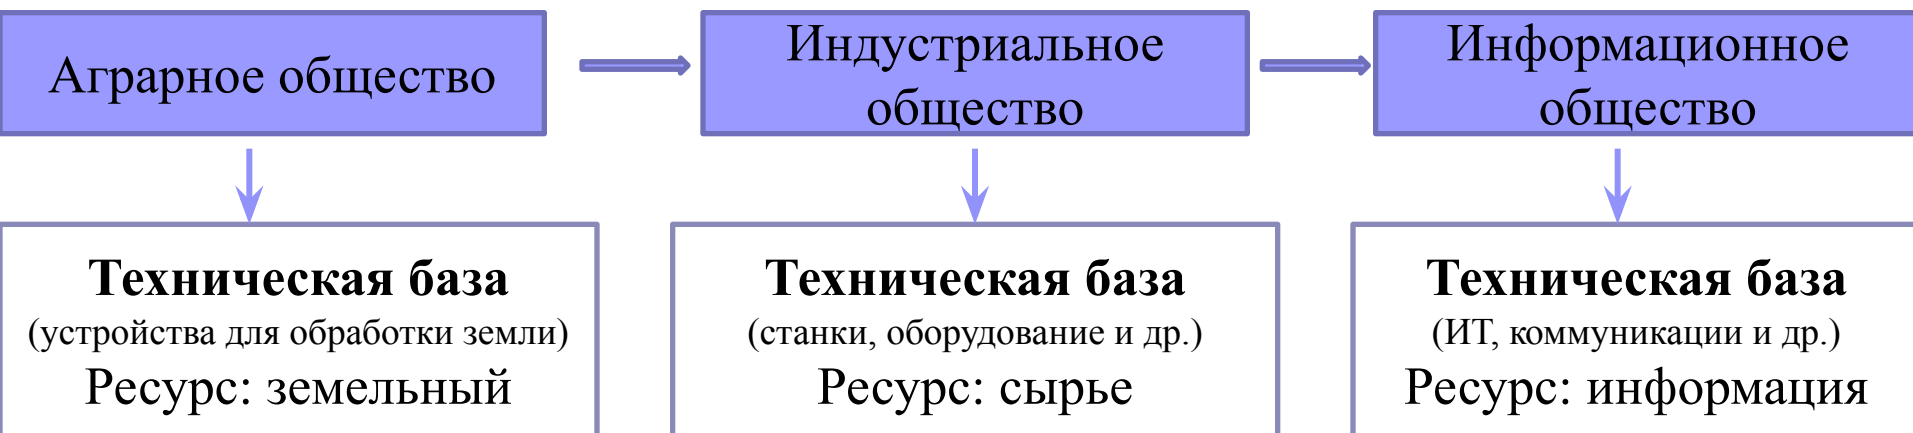 Аграрное общество
Индустриальное
общество
Информационное
общество
Техническая база
(устройства для обработки земли)
Ресурс: земельный
Техническая база
(станки, оборудование и др.)
Ресурс: сырье
Техническая база
(ИТ, коммуникации и др.)
Ресурс: информация